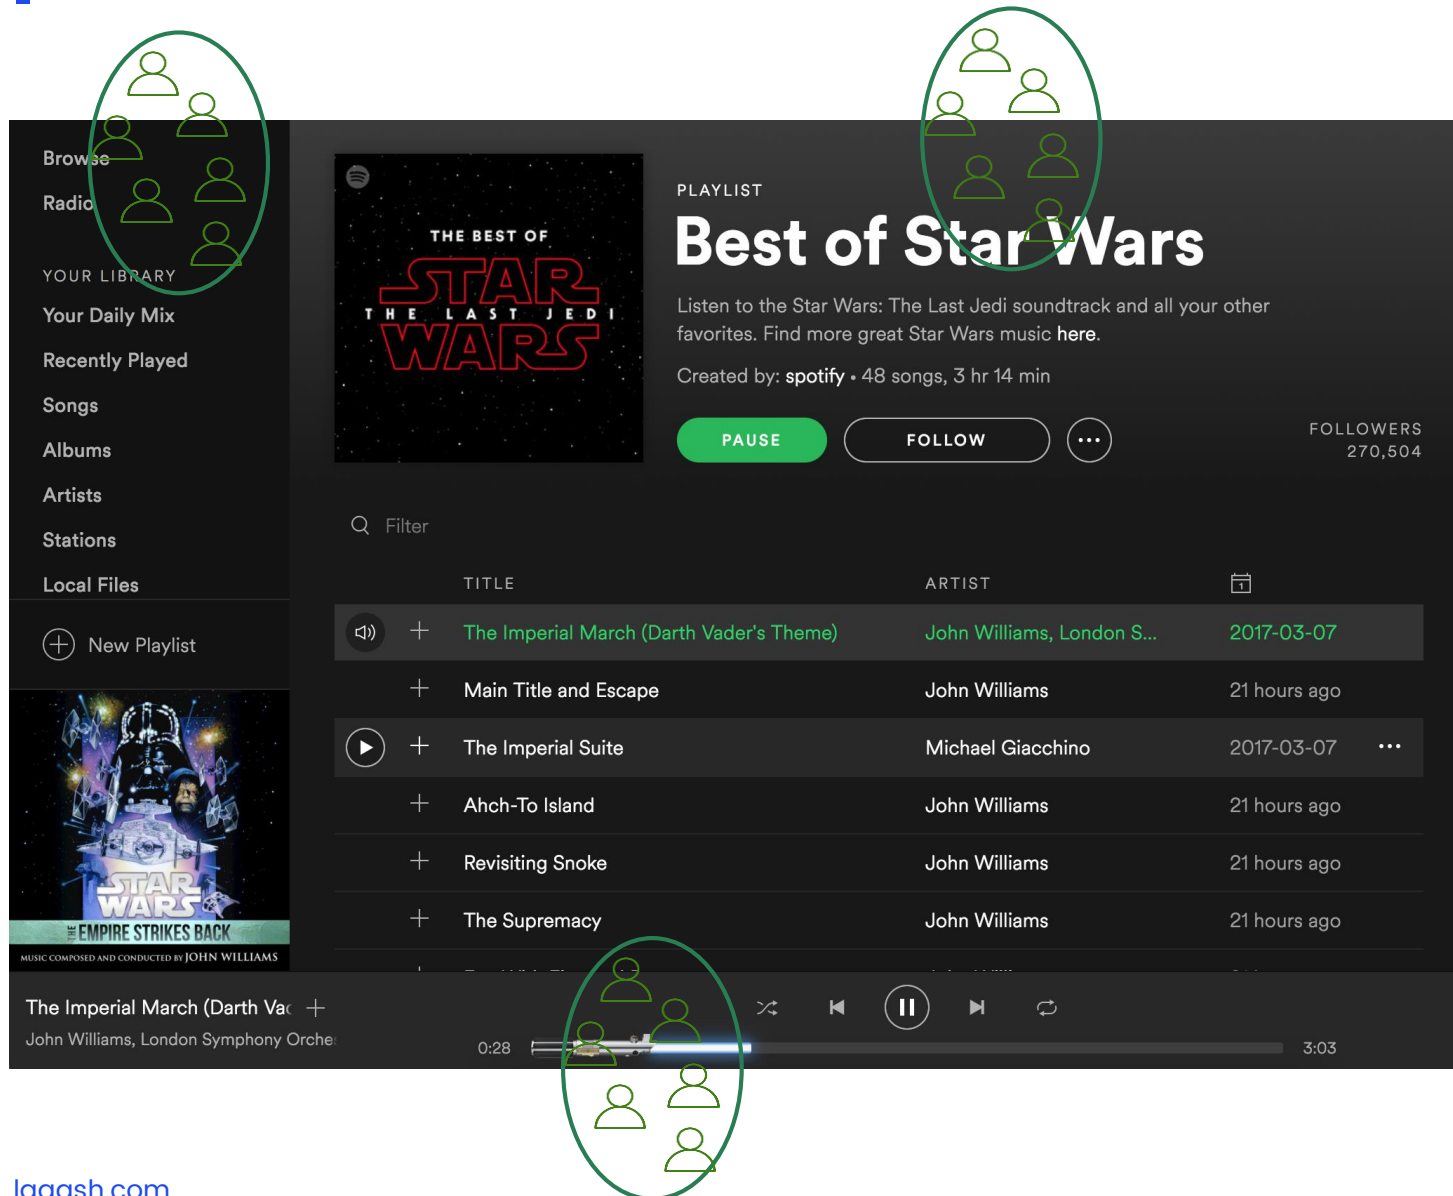 Browse
Radio
YOUR LIBRARY
Your Daily Mix
Recently Played
Songs
Albums
Artists
Stations
Local Files
New Playlist
THE BEST OF
STAR
THE LAST JEDI
WARS
PLAYLIST
Best of Star Wars
Listen to the Star Wars: The Last Jedi soundtrack and all your other
favorites. Find more great Star Wars music here.
Created by: spotify • 48 songs, 3 hr 14 min
PAUSE
FOLLOW
FOLLOWERS
270,504
Filter
TITLE ARTIST 1
The Imperial March (Darth Vader's Theme) John Williams, London S... 2017-03-07
Main Title and Escape John Williams 21 hours ago
The Imperial Suite Michael Giacchino 2017-03-07
Ahch-To Island John Williams 21 hours ago
Revisiting Snoke John Williams 21 hours ago
The Supremacy John Williams 21 hours ago
STAR
WARS
THE EMPIRE STRIKES BACK
MUSIC COMPOSED AND CONDUCTED BY JOHN WILLIAMS
The Imperial March (Darth Va
John Williams, London Symphony Orche
0:28
3:03
lagash.com